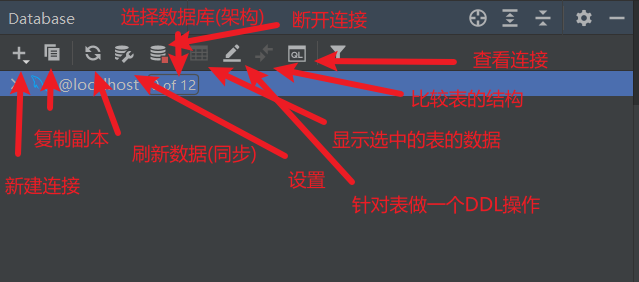 Database
选择数据库(架构)
断开连接
QL
查看连接
@localhost
of 12
比较表的结构
复制副本
显示选中的表的数据
刷新数据(同步)
新建连接
设置
针对表做一个DDL操作